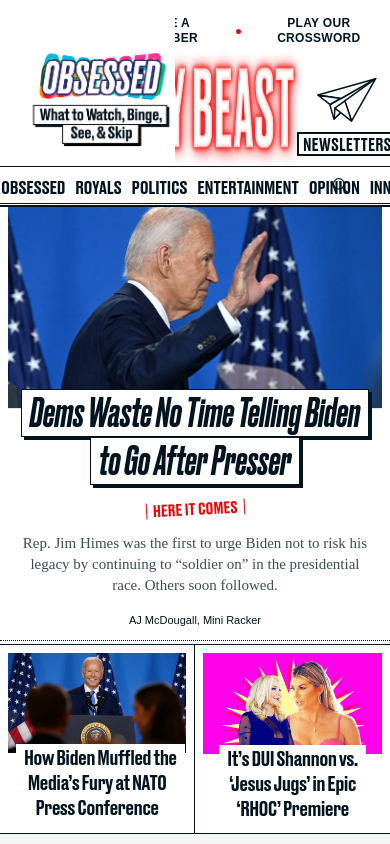 PLAY OUR
CROSSWORD
OBSESSED
What to Watch, Binge,
See, & Skip
BEAST
NEWSLETTERS
OBSESSED ROYALS POLITICS ENTERTAINMENT OPINION INN
Dems Waste No Time Telling Biden
to Go After Presser
HERE IT COMES
Rep. Jim Himes was the first to urge Biden not to risk his
legacy by continuing to “soldier on” in the presidential
race. Others soon followed.
AJ McDougall, Mini Racker
How Biden Muffled the
Media’s Fury at NATO
Press Conference
It’s DUI Shannon vs.
‘Jesus Jugs’ in Epic
‘RHOC’ Premiere